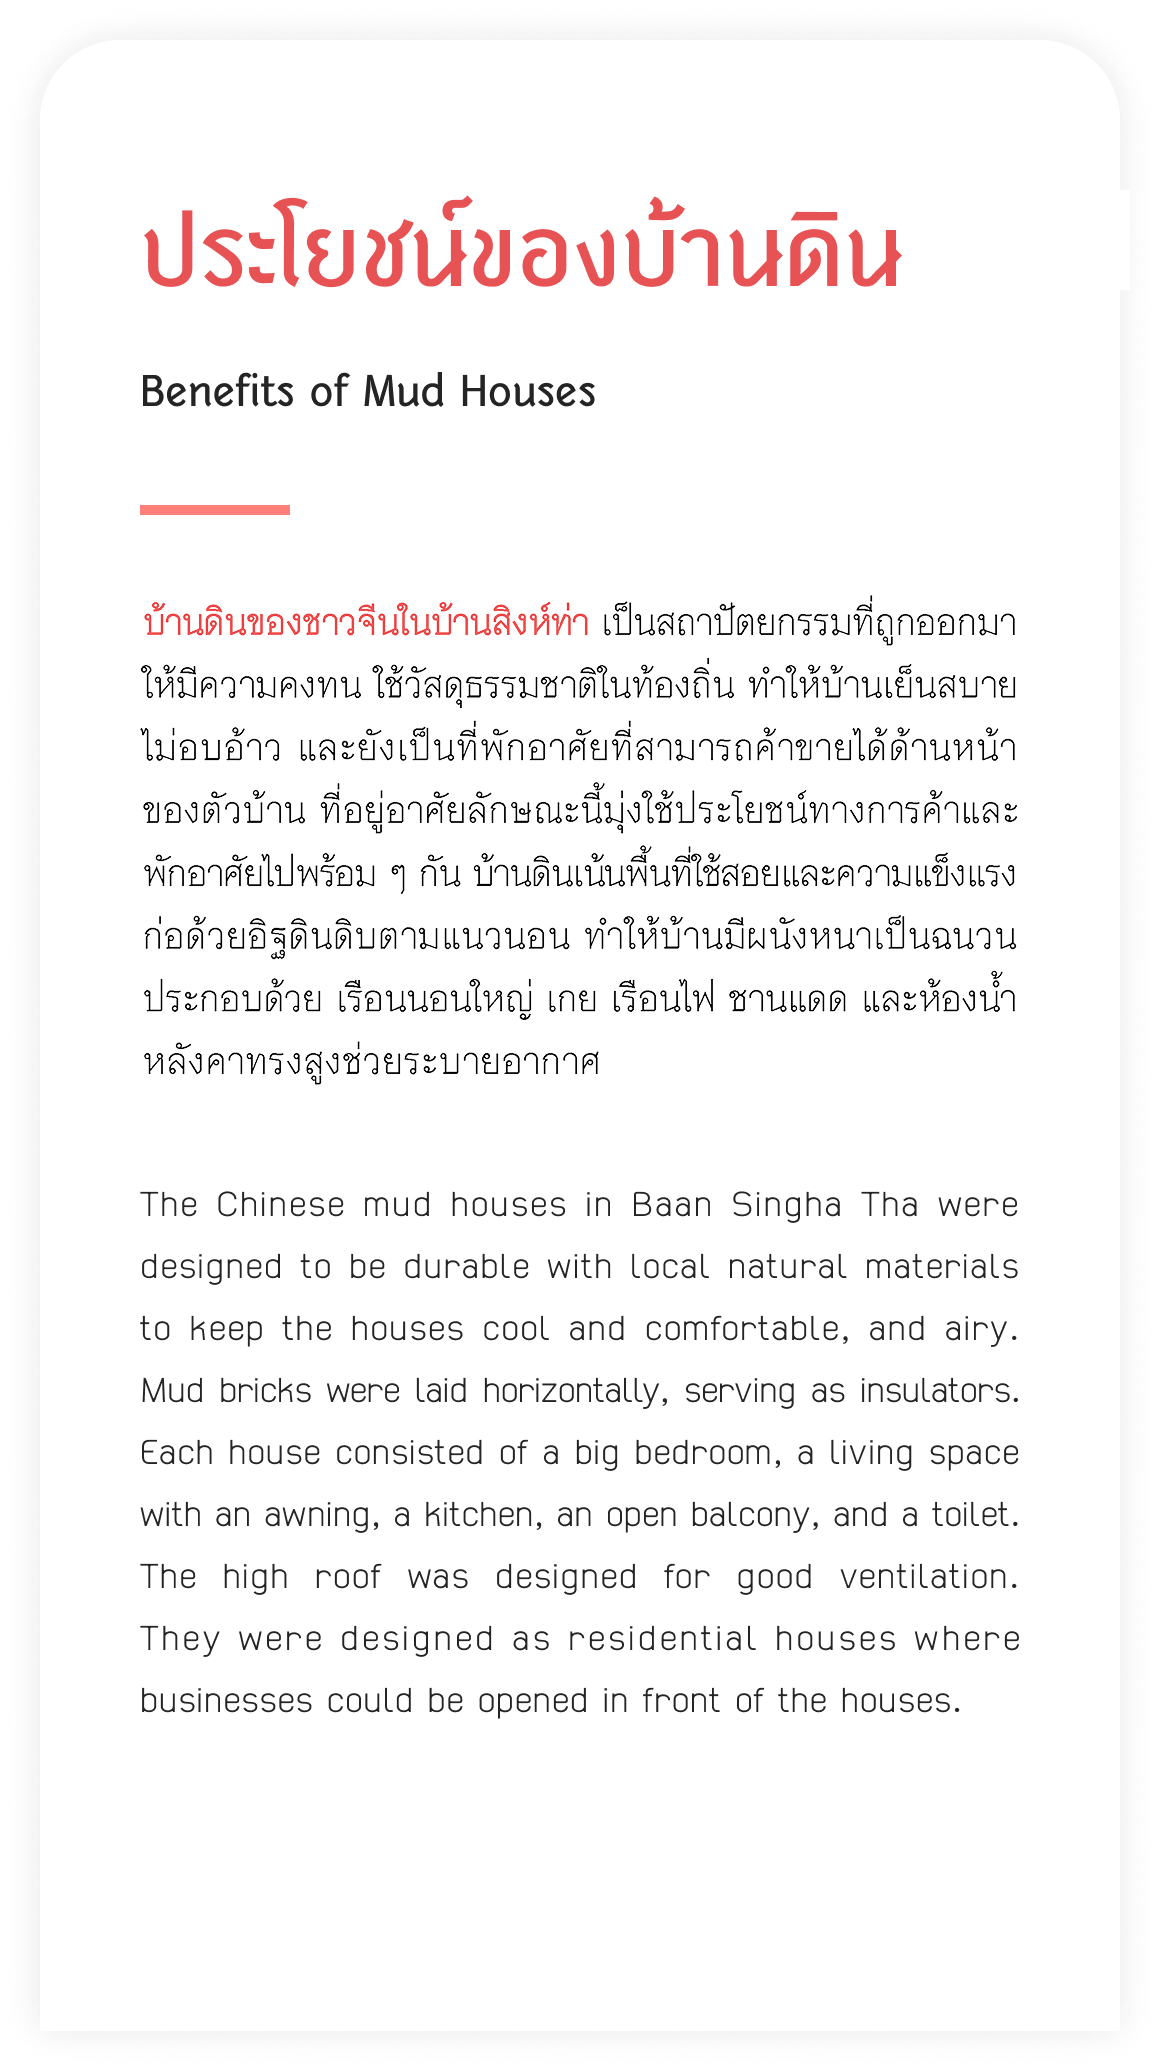 ประโยชน์ของบ้านดิน
Benefits of Mud Houses
บ้านดินของชาวจีนในบ้านสิงห์ท่า เป็นสถาปัตยกรรมที่ถูกออกมา
ให้มีความคงทน ใช้วัสดุธรรมชาติในท้องถิ่น ทำให้บ้านเย็นสบาย
ไม่อบอ้าว และยังเป็นที่พักอาศัยที่สามารถค้าขายได้ด้านหน้า
ของตัวบ้าน ที่อยู่อาศัยลักษณะนี้มุ่งใช้ประโยชน์ทางการค้าและ
พักอาศัยไปพร้อม ๆ กัน บ้านดินเน้นพื้นที่ใช้สอยและความแข็งแรง
ก่อด้วยอิฐดินดิบตามแนวนอน ทำให้บ้านมีผนังหนาเป็นฉนวน
ประกอบด้วย เรือนนอนใหญ่ เกย เรือนไฟ ชานแดด และห้องน้ำ
หลังคาทรงสูงช่วยระบายอากาศ
The Chinese mud houses in Baan Singha Tha were
designed to be durable with local natural materials
to keep the houses cool and comfortable, and airy.
Mud bricks were laid horizontally, serving as insulators.
Each house consisted of a big bedroom, a living space
with an awning, a kitchen, an open balcony, and a toilet.
The high roof was designed for good ventilation.
They were designed as residential houses where
businesses could be opened in front of the houses.